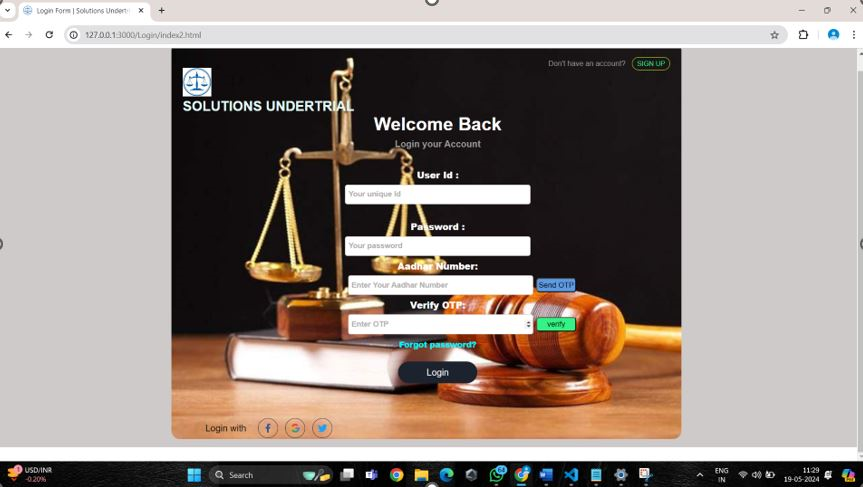 Login Form | Solutions Undertri
127.0.0.1:3000/Login/index2.html
Don't have an account? SIGN UP
SOLUTIONS UNDERTRIAL
Welcome Back
Login your Account
User Id :
Your unique Id
Password :
Your password
Aadhar Number:
Enter Your Aadhar Number
Send OTP
Verify OTP:
Enter OTP
verify
Forgot password?
Login
Login with
USD/INR
-0.20%
Search
64
ENG
IN
11:29
19-05-2024